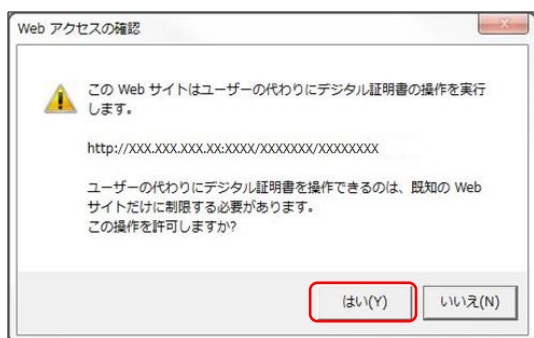 Web アクセスの確認
この Web サイトはユーザーの代わりにデジタル証明書の操作を実行
します。
http://XXX.XXX.XXX.XX:XXXX/XXXXXXX/XXXXXXXX
ユーザーの代わりにデジタル証明書を操作できるのは、既知の Web
サイトだけに制限する必要があります。
この操作を許可しますか?
はい(Y)
いいえ(N)